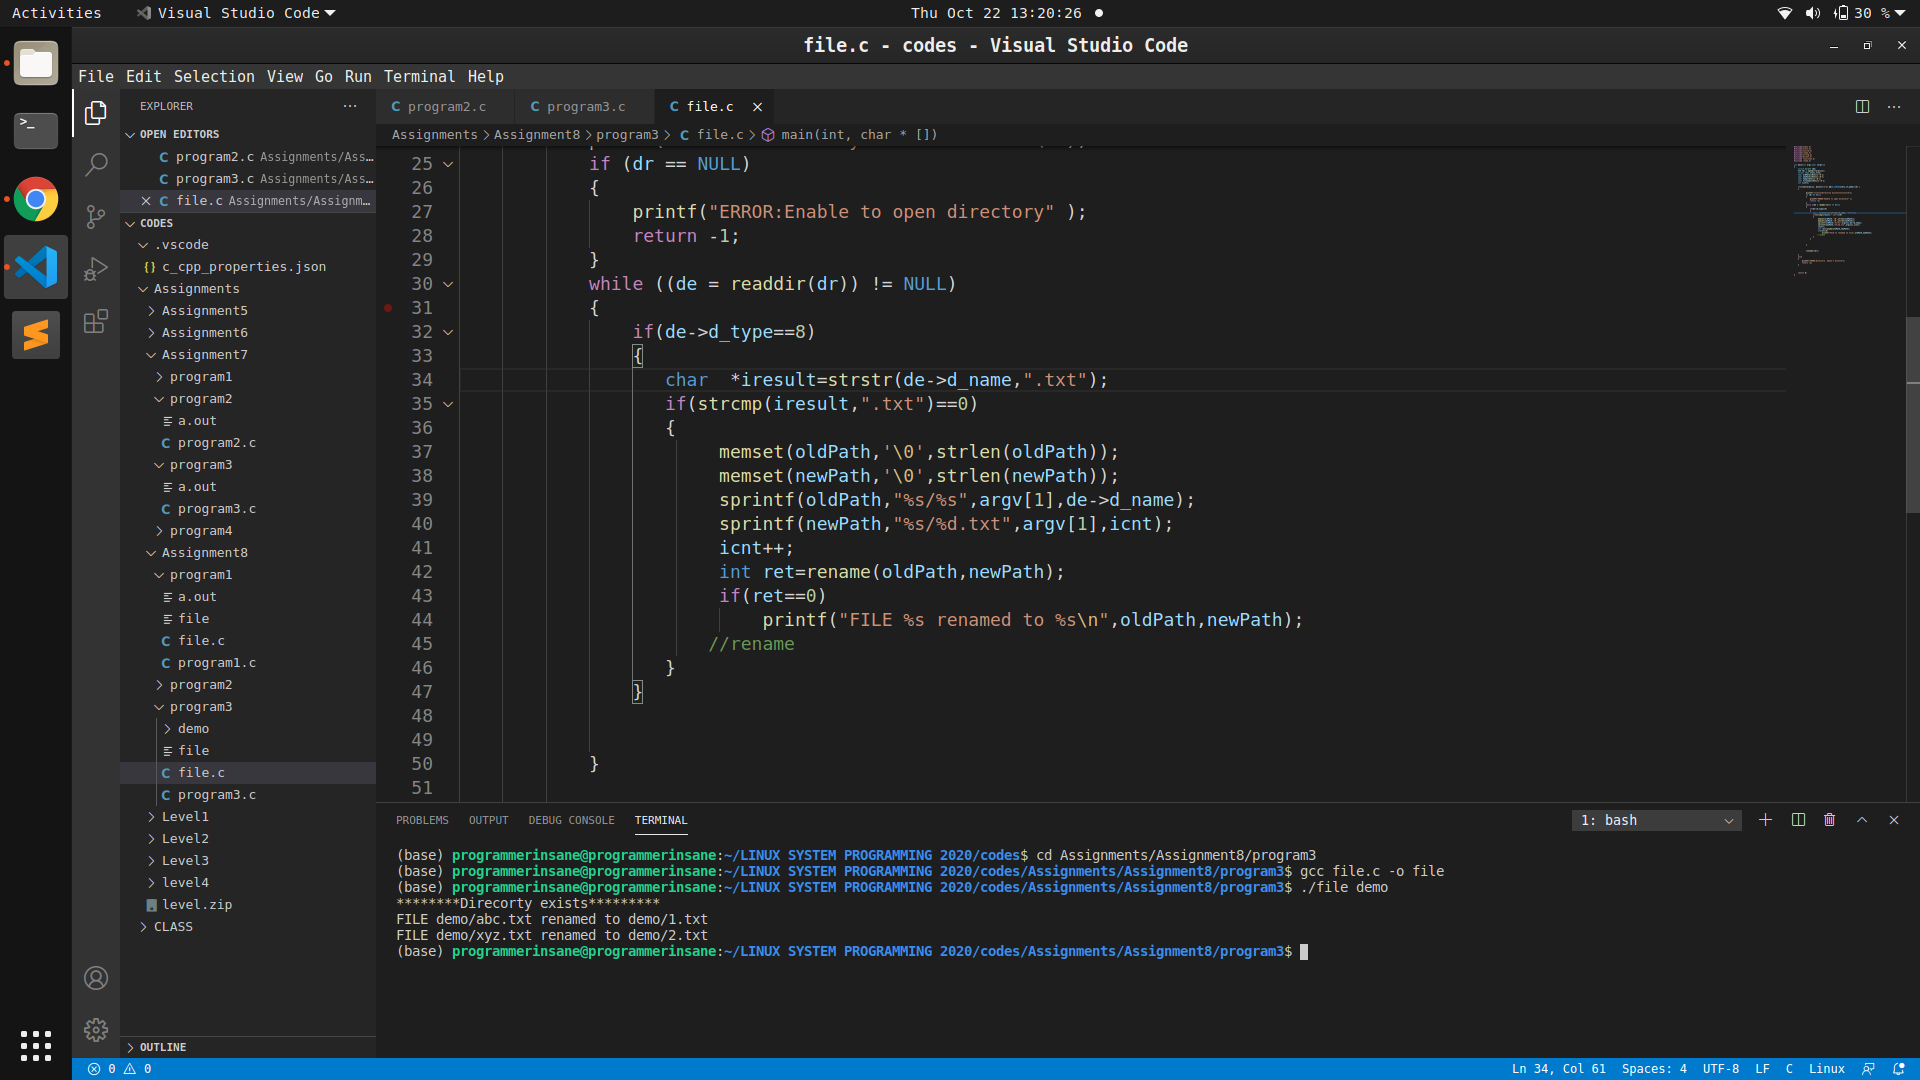 Activities
Visual Studio Code
Thu Oct 22 13:20:26
30 %
file.c - codes - Visual Studio Code
File Edit Selection View Go Run Terminal Help
EXPLORER
OPEN EDITORS
program2.c Assignments/Ass...
program3.c Assignments/Ass...
file.c Assignments/Assignm...
CODES
.vscode
{} c_cpp_properties.json
Assignments
Assignment5
Assignment6
Assignment7
program1
program2
a.out
C program2.c
program3
a.out
C program3.c
program4
Assignment8
program1
a.out
file
C file.c
C program1.c
program2
program3
demo
file
C file.c
C program3.c
Level1
Level2
Level3
level4
level.zip
CLASS
OUTLINE
C program2.c
C program3.c
C file.c
Assignments > Assignment8 > program3 > C file.c > main(int, char * [])
25 if (dr == NULL)
26 {
27 printf("ERROR:Enable to open directory" );
28 return -1;
29 }
30 while ((de = readdir(dr)) != NULL)
31 {
32 if(de->d_type==8)
33 {
34 char  *iresult=strstr(de->d_name,".txt");
35 if(strcmp(iresult,".txt")==0)
36 {
37 memset(oldPath,'\0',strlen(oldPath));
38 memset(newPath,'\0',strlen(newPath));
39 sprintf(oldPath,"%s/%s",argv[1],de->d_name);
40 sprintf(newPath,"%s/%d.txt",argv[1],icnt);
41 icnt++;
42 int ret=rename(oldPath,newPath);
43 if(ret==0)
44 printf("FILE %s renamed to %s\n",oldPath,newPath);
45 //rename
46 }
47 }
48
49
50 }
51
PROBLEMS OUTPUT DEBUG CONSOLE TERMINAL
1: bash
(base) programmerinsane@programmerinsane:~/LINUX SYSTEM PROGRAMMING 2020/codes$ cd Assignments/Assignment8/program3
(base) programmerinsane@programmerinsane:~/LINUX SYSTEM PROGRAMMING 2020/codes/Assignments/Assignment8/program3$ gcc file.c -o file
(base) programmerinsane@programmerinsane:~/LINUX SYSTEM PROGRAMMING 2020/codes/Assignments/Assignment8/program3$ ./file demo
********Direcorty exists*********
FILE demo/abc.txt renamed to demo/1.txt
FILE demo/xyz.txt renamed to demo/2.txt
(base) programmerinsane@programmerinsane:~/LINUX SYSTEM PROGRAMMING 2020/codes/Assignments/Assignment8/program3$
0 0
Ln 34, Col 61 Spaces: 4 UTF-8 LF C Linux